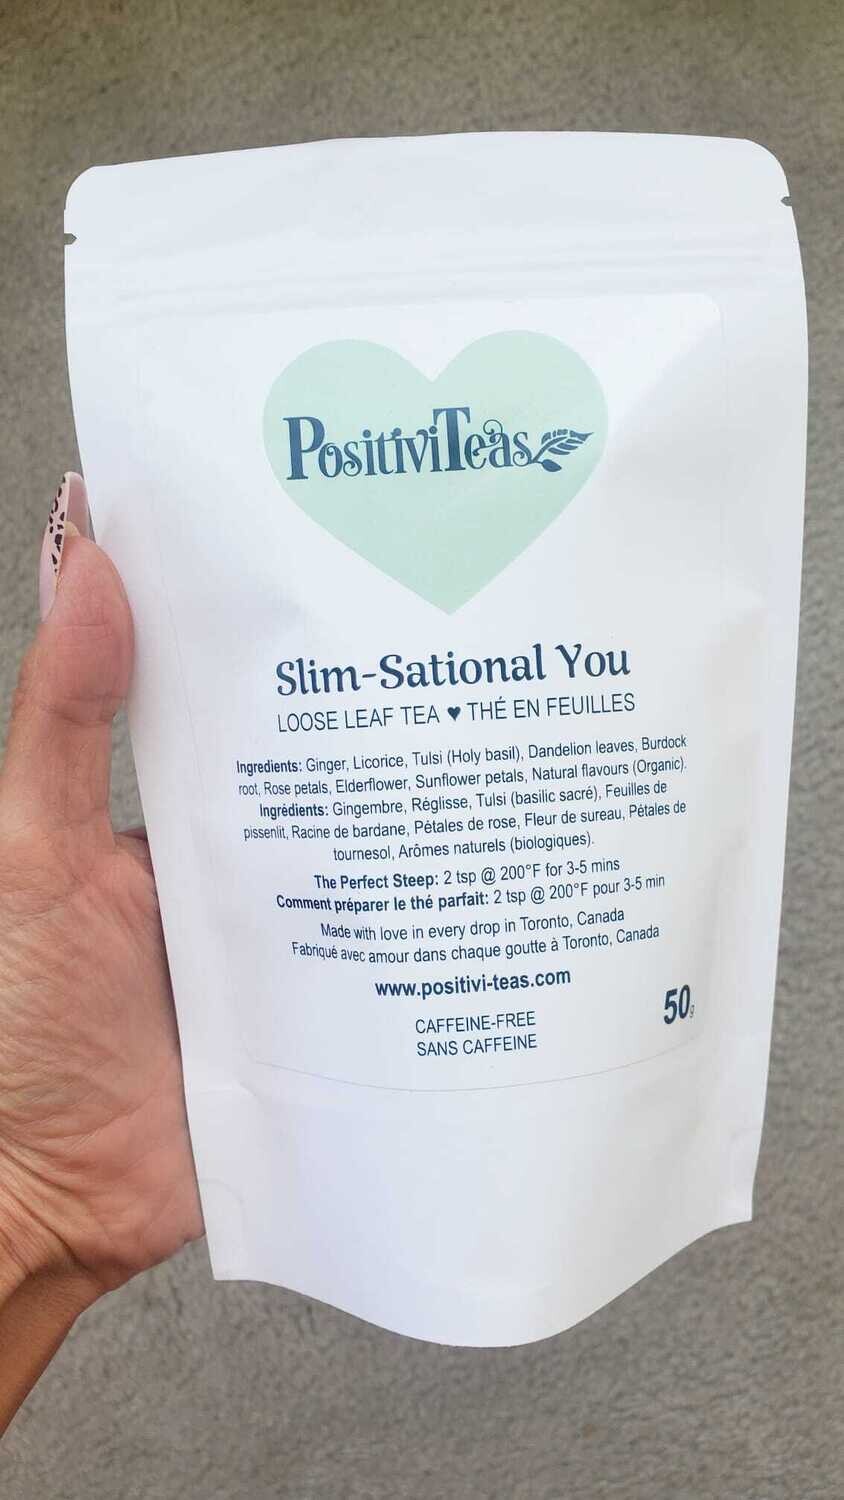 PositiviTeas
Slim-Sational You
LOOSE LEAF TEA ♥ THÉ EN FEUILLES
Ingredients: Ginger, Licorice, Tulsi (Holy basil), Dandelion leaves, Burdock
root, Rose petals, Elderflower, Sunflower petals, Natural flavours (Organic).
Ingrédients: Gingembre, Réglisse, Tulsi (basilic sacré), Feuilles de
pissenlit, Racine de bardane, Pétales de rose, Fleur de sureau, Pétales de
tournesol, Arômes naturels (biologiques).
The Perfect Steep: 2 tsp @ 200°F for 3-5 mins
Comment préparer le thé parfait: 2 tsp @ 200°F pour 3-5 min
Made with love in every drop in Toronto, Canada
Fabriqué avec amour dans chaque goutte à Toronto, Canada
www.positivi-teas.com
50g
CAFFEINE-FREE
SANS CAFFEINE